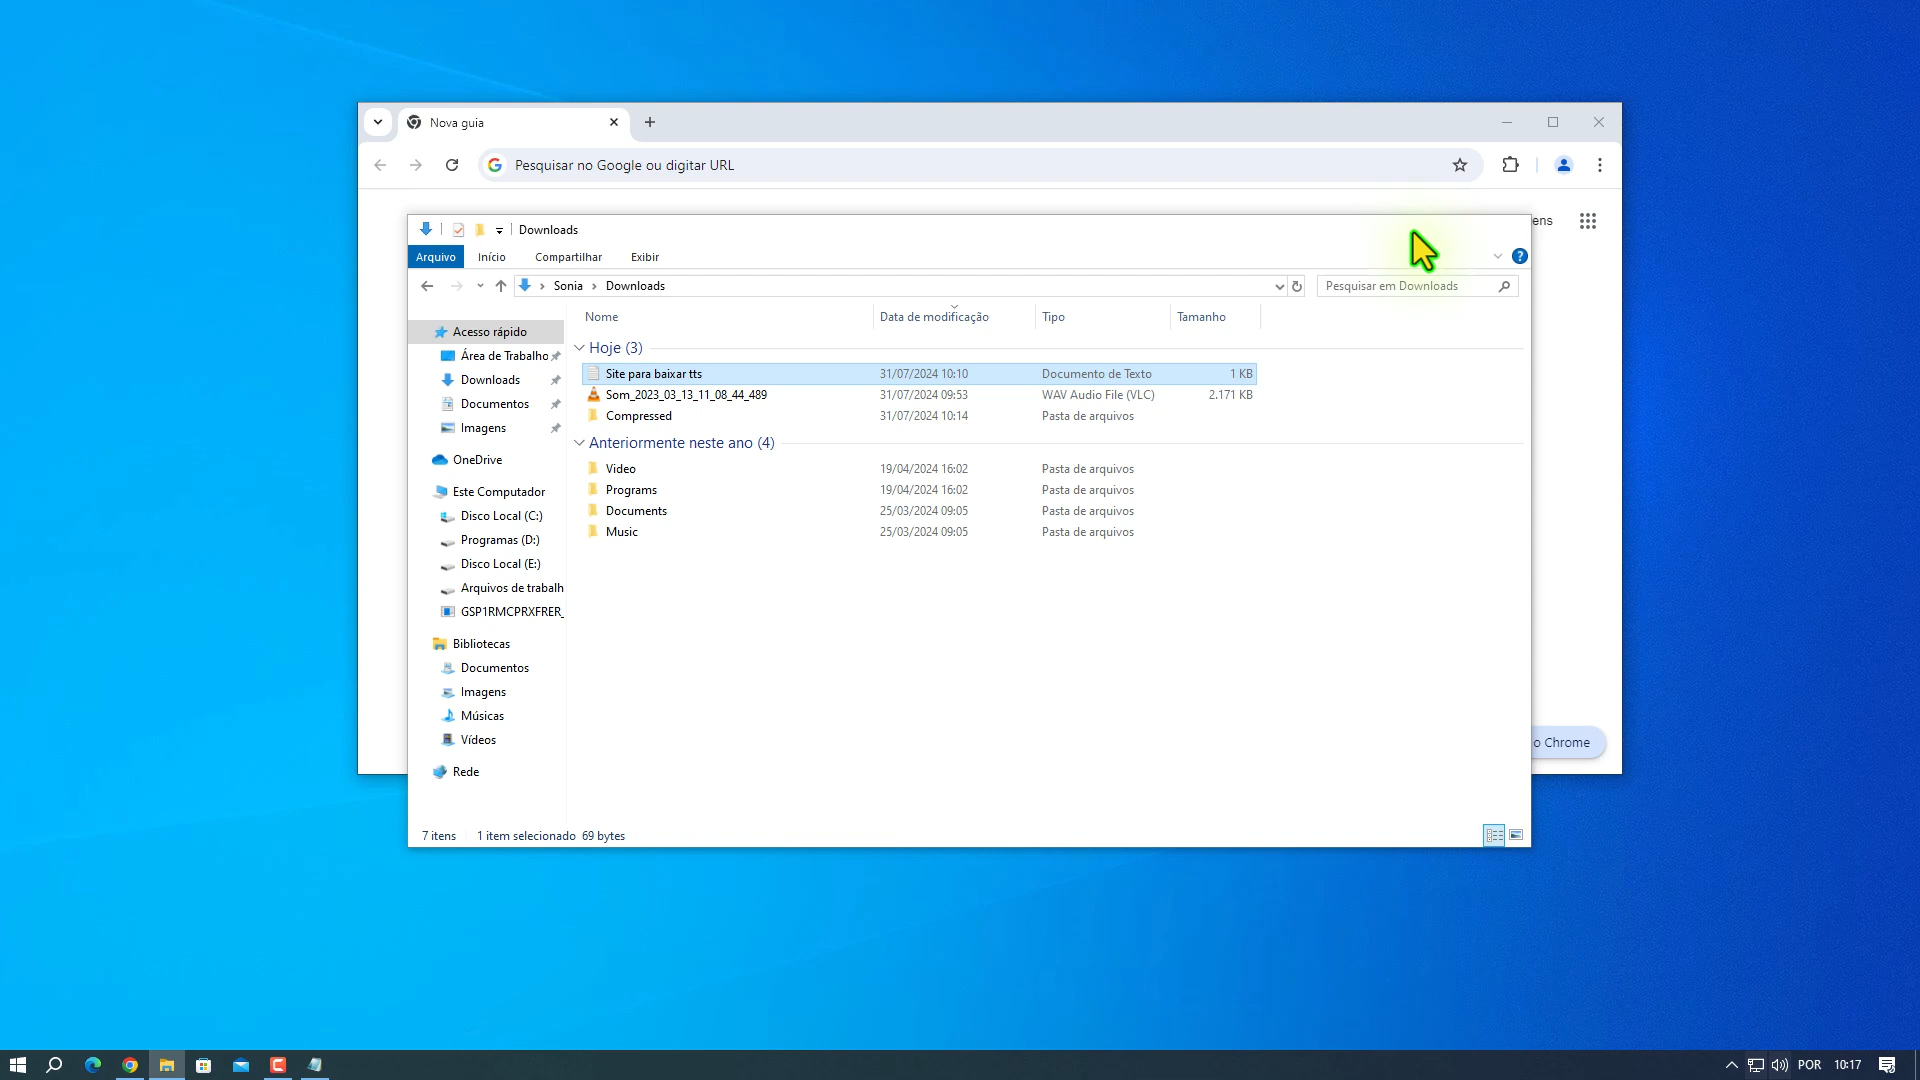 Nova guia
Pesquisar no Google ou digitar URL
ens
Downloads
Arquivo Início Compartilhar Exibir
Sonia Downloads
Pesquisar em Downloads
Nome Data de modificação Tipo Tamanho
Acesso rápido
Área de Trabalho
Downloads
Documentos
Imagens
OneDrive
Este Computador
Disco Local (C:)
Programas (D:)
Disco Local (E:)
Arquivos de trabalh
GSP1RMCPRXFRER_
Bibliotecas
Documentos
Imagens
Músicas
Vídeos
Rede
Hoje (3)
Site para baixar tts 31/07/2024 10:10 Documento de Texto 1 KB
Som_2023_03_13_11_08_44_489 31/07/2024 09:53 WAV Audio File (VLC) 2.171 KB
Compressed 31/07/2024 10:14 Pasta de arquivos
Anteriormente neste ano (4)
Video 19/04/2024 16:02 Pasta de arquivos
Programs 19/04/2024 16:02 Pasta de arquivos
Documents 25/03/2024 09:05 Pasta de arquivos
Music 25/03/2024 09:05 Pasta de arquivos
o Chrome
7 itens 1 item selecionado 69 bytes
POR 10:17